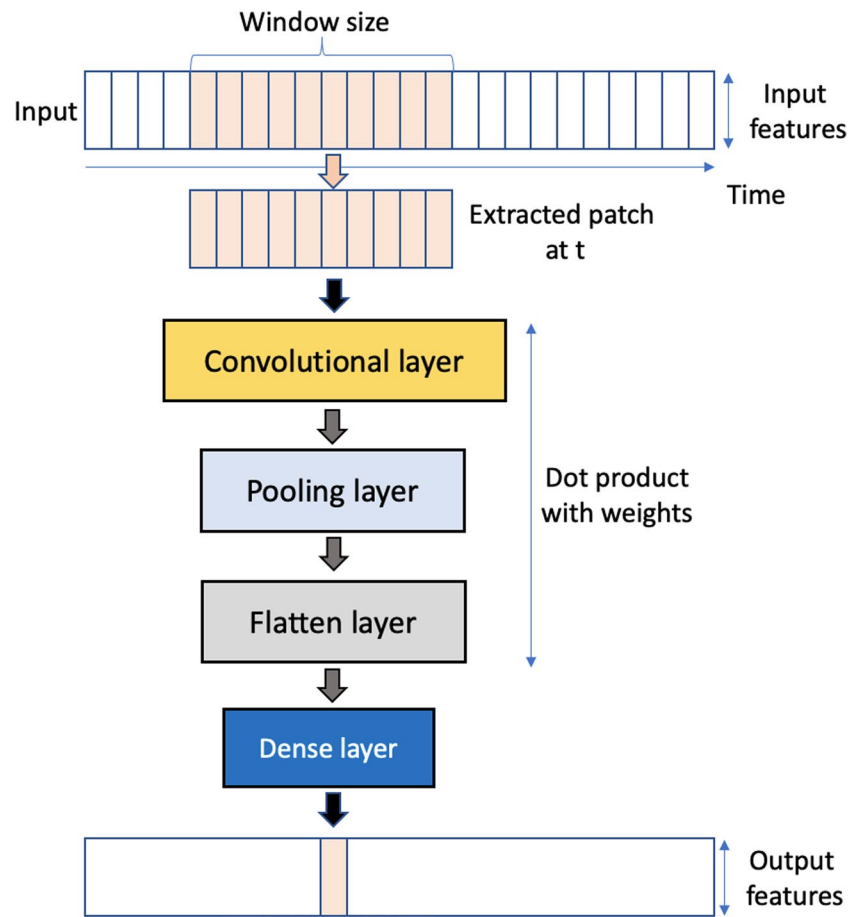 Window size
Input
Input
features
Time
Extracted patch
at t
Convolutional layer
Pooling layer
Dot product
with weights
Flatten layer
Dense layer
Output
features